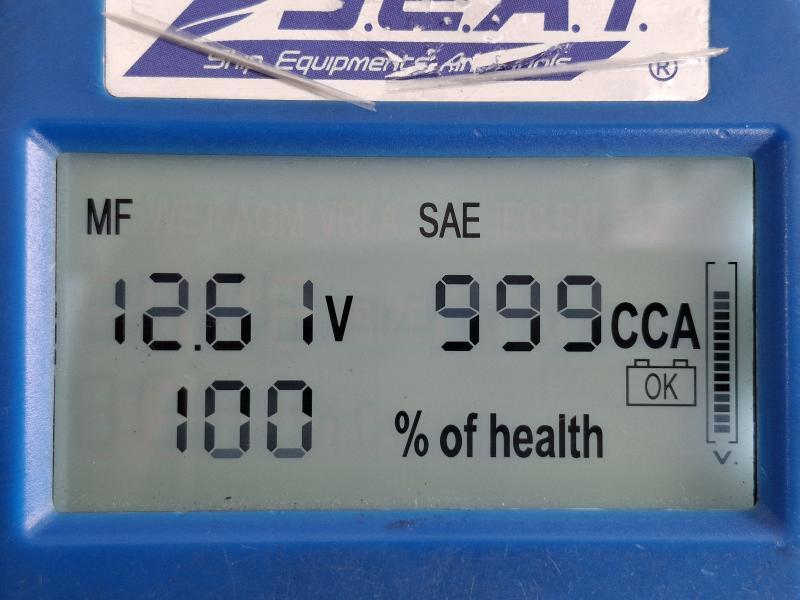 S.E.A.T.
Ship Equipments
®
MF SAE
12.61V 999CCA
OK
100 % of health
V.